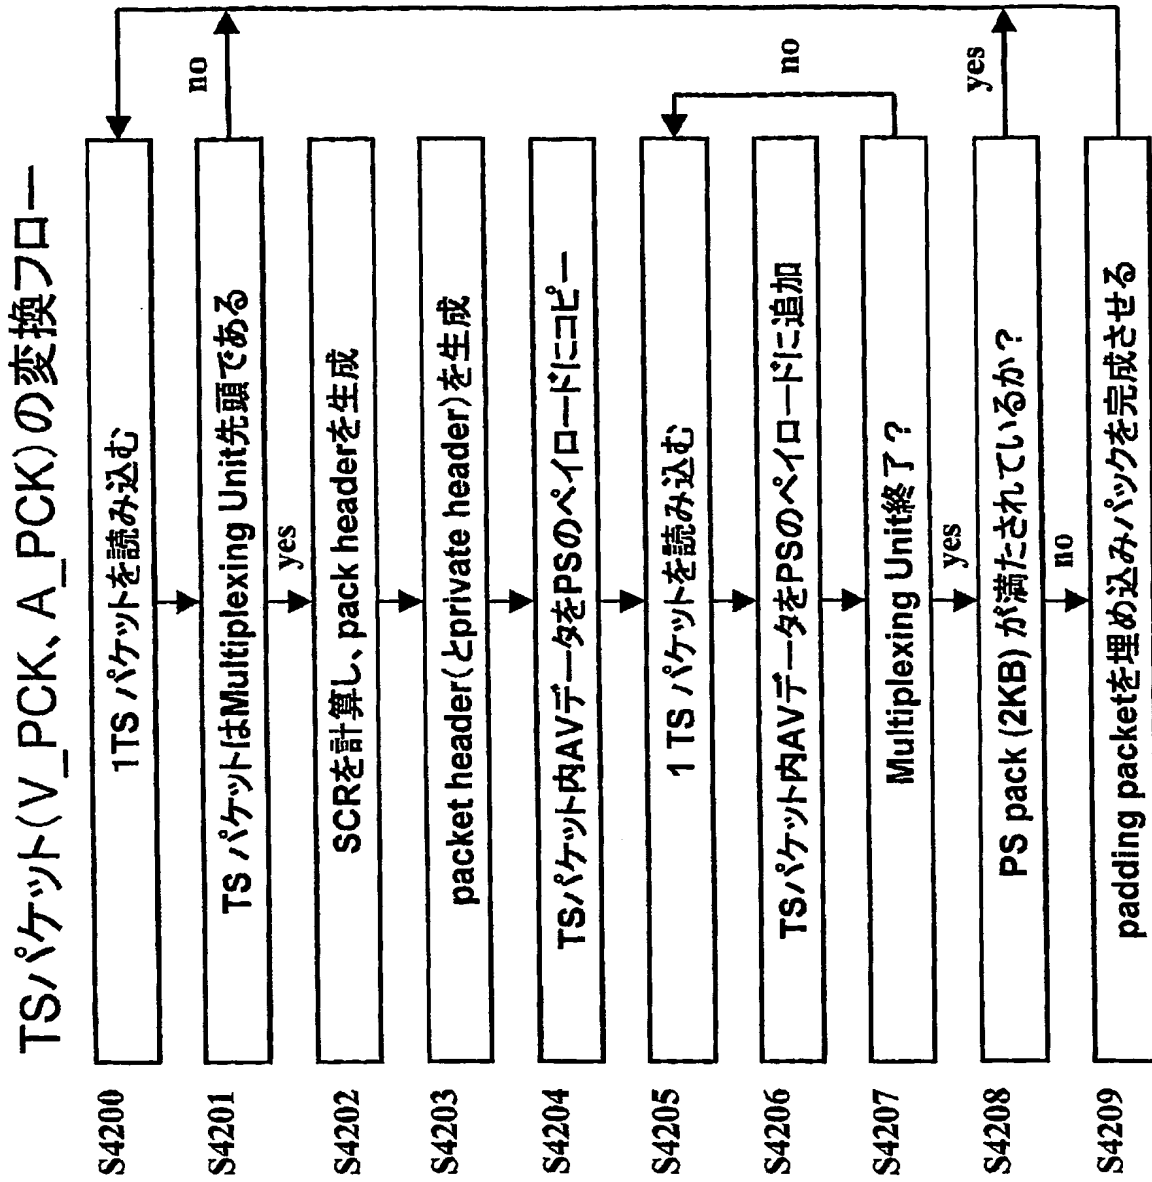 TSパケット(V_PCK、A_PCK)の変換フロー
S4200
1TS パケットを読み込む
S4201
TS パケットはMultiplexing Unit先頭である
no
yes
S4202
SCRを計算し、pack headerを生成
S4203
packet header(とprivate header)を生成
S4204
TSパケット内AVデータをPSのペイロードにコピー
S4205
1 TS パケットを読み込む
S4206
TSパケット内AVデータをPSのペイロードに追加
no
S4207
Multiplexing Unit終了？
yes
S4208
PS pack (2KB) が満たされているか？
yes
no
S4209
padding packetを埋め込みパックを完成させる